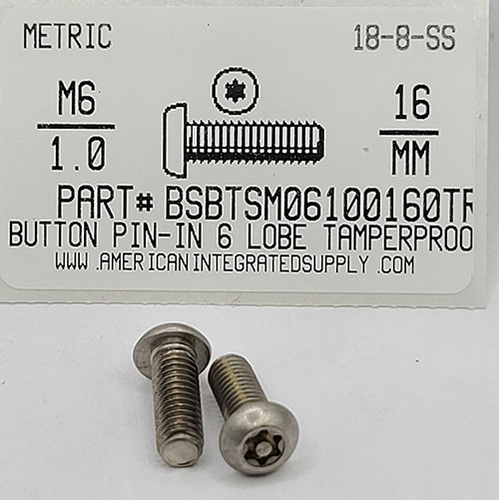 METRIC 18-8-SS
M6 16
1.0 MM
PART# BSBTSM06100160TR
BUTTON PIN-IN 6 LOBE TAMPERPROO
WWW.AMERICANINTEGRATEDSUPPLY.COM